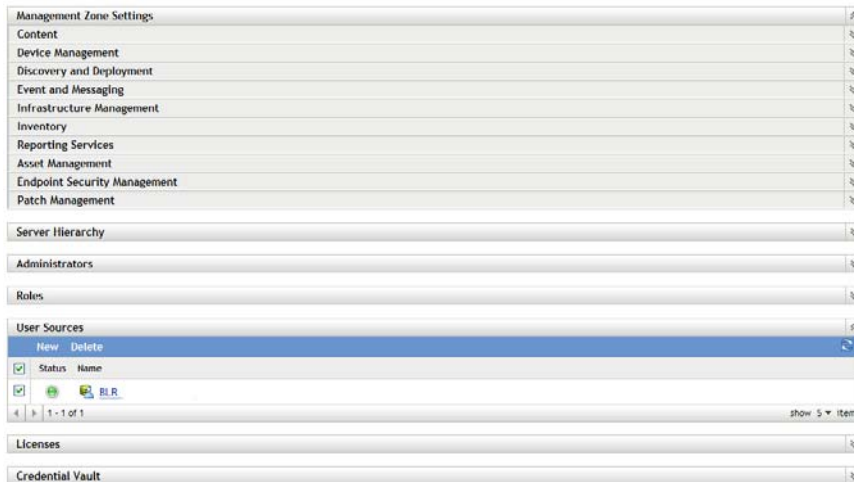 Management Zone Settings
Content
Device Management
Discovery and Deployment
Event and Messaging
Infrastructure Management
Inventory
Reporting Services
Asset Management
Endpoint Security Management
Patch Management
Server Hierarchy
Administrators
Roles
User Sources
New Delete
Status Name
BLR
1 - 1 of 1 show 5 item
Licenses
Credential Vault